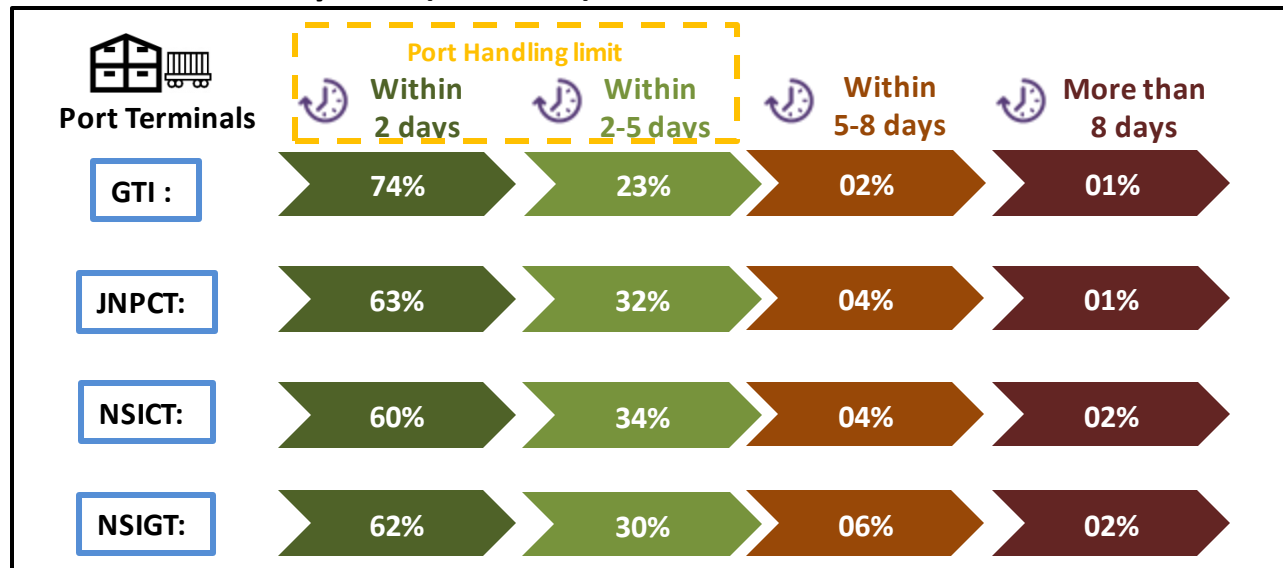 Port Handling limit
Port Terminals
Within
2 days
Within
2-5 days
Within
5-8 days
More than
8 days
GTI :
74%
23%
02%
01%
JNPCT:
63%
32%
04%
01%
NSICT:
60%
34%
04%
02%
NSIGT:
62%
30%
06%
02%